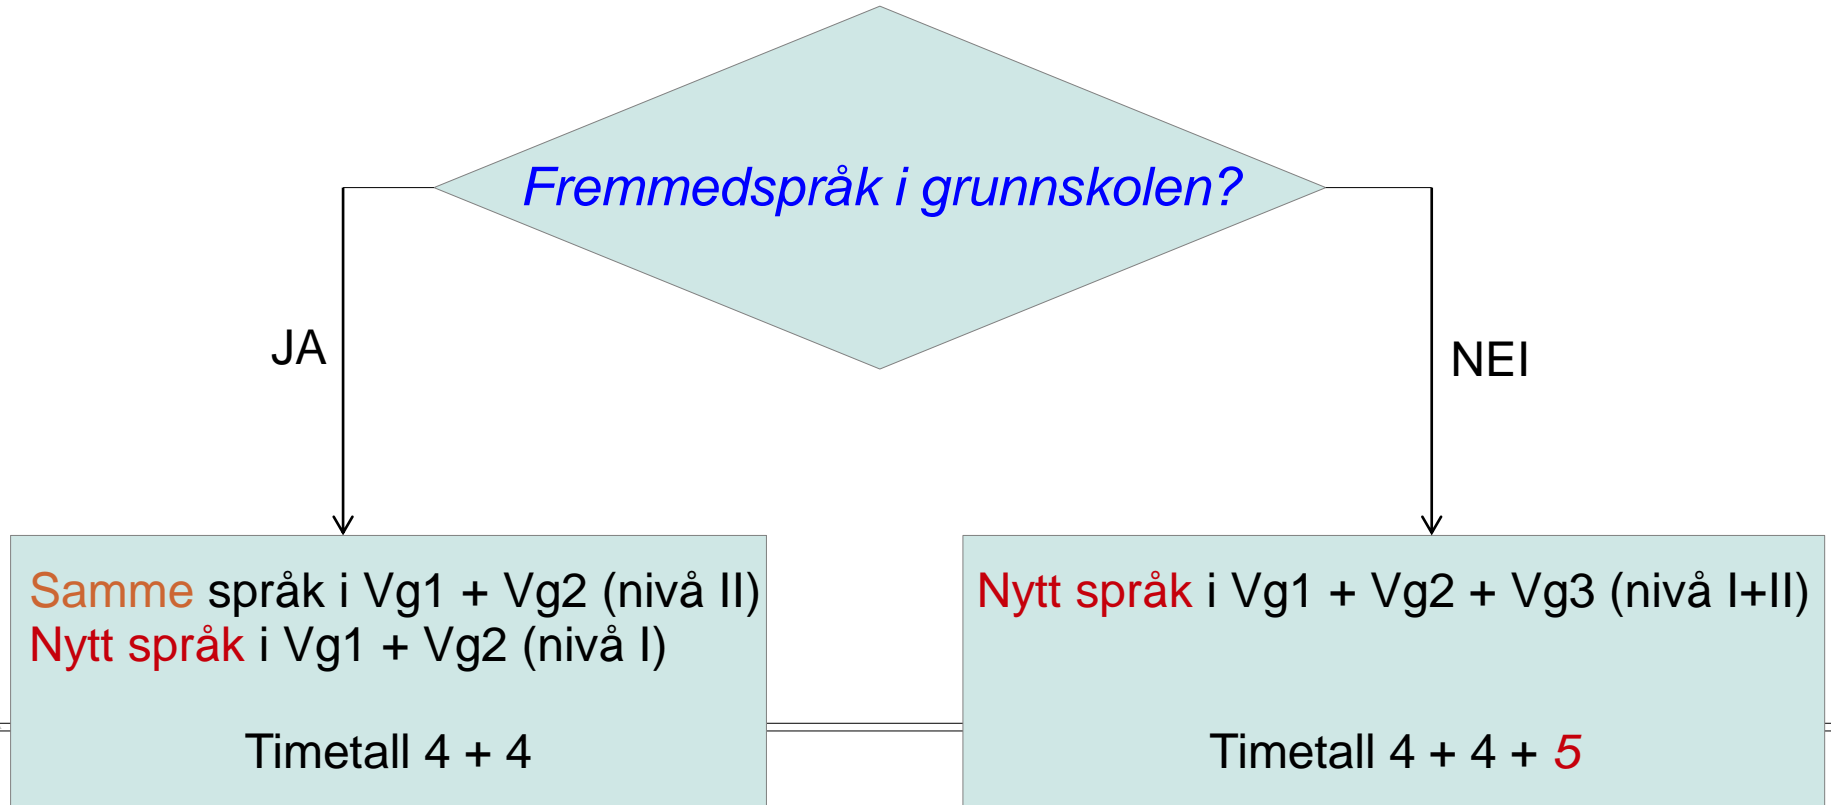 Fremmedspråk i grunnskolen?
JA
NEI
Samme språk i Vg1 + Vg2 (nivå II)
Nytt språk i Vg1 + Vg2 (nivå I)
Timetall 4 + 4
Nytt språk i Vg1 + Vg2 + Vg3 (nivå I+II)
Timetall 4 + 4 + 5